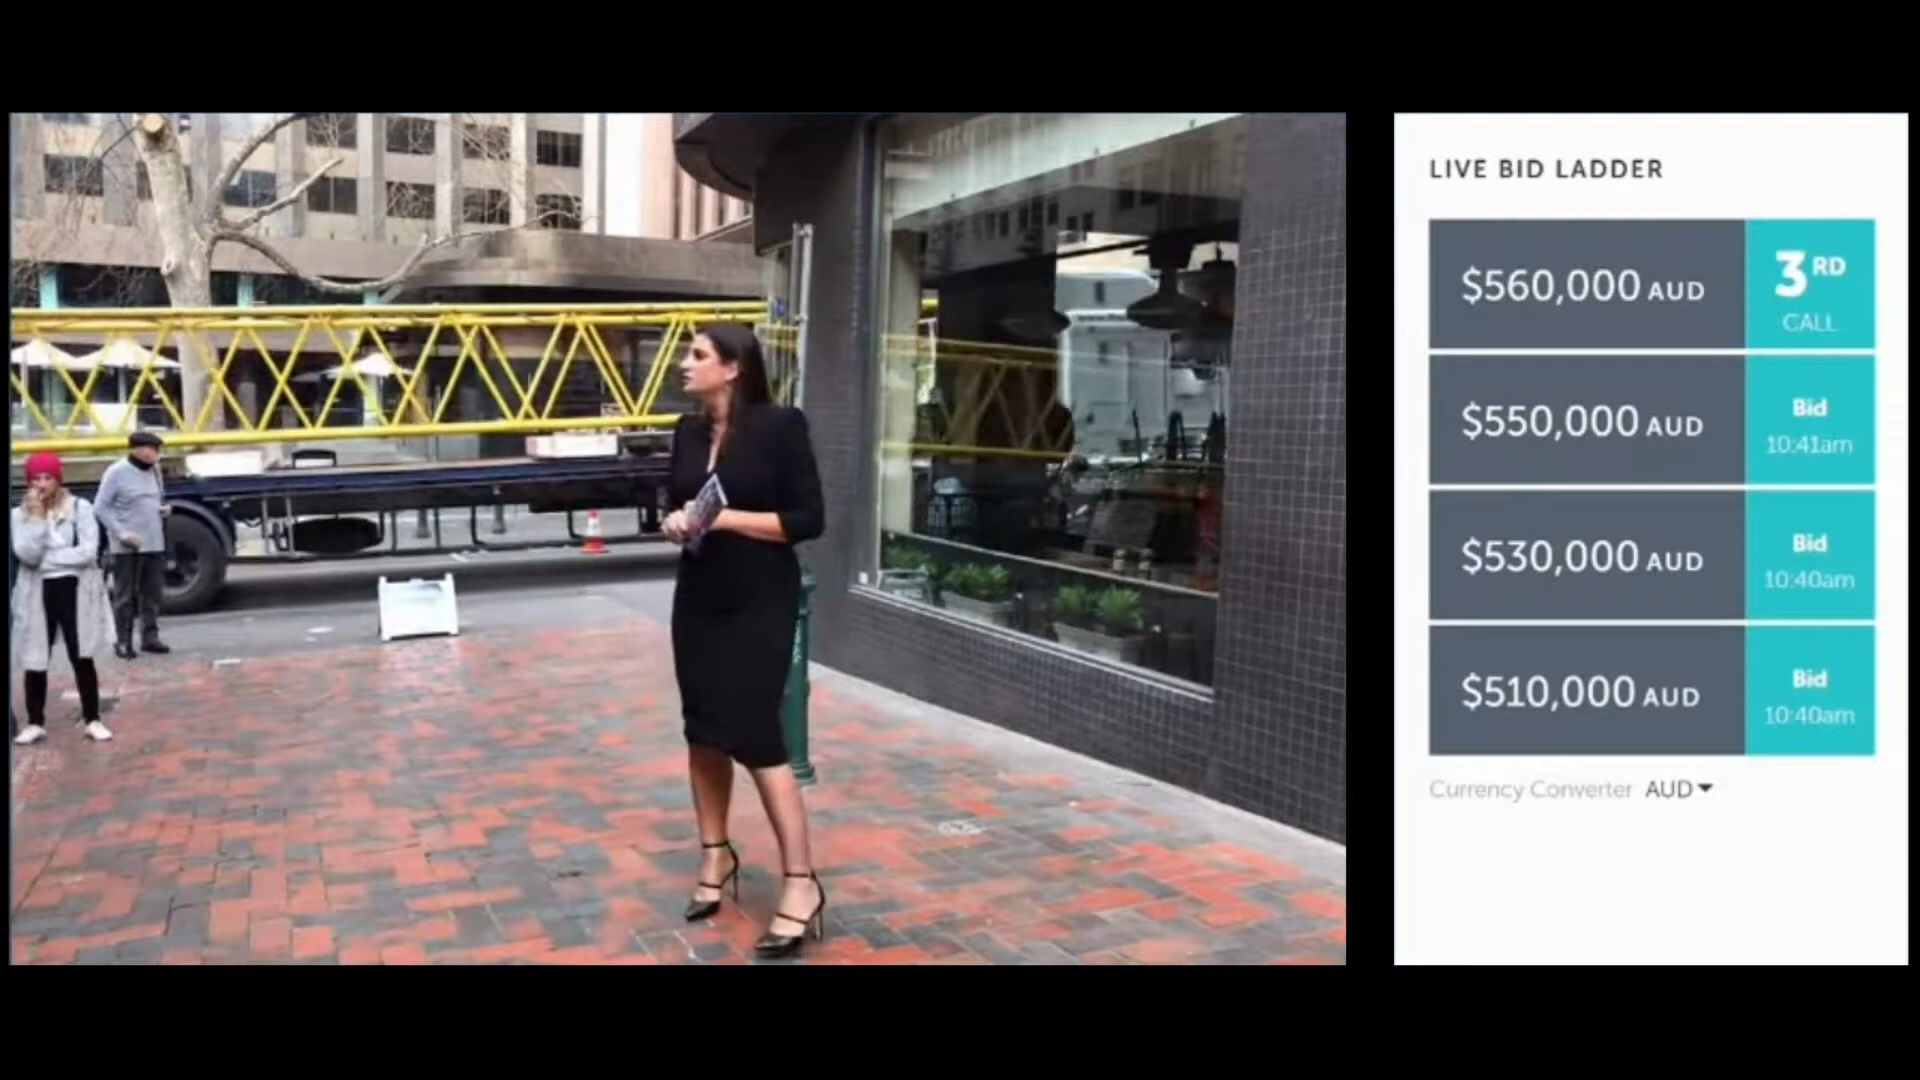 LIVE BID LADDER
$560,000 AUD
3RD
CALL
$550,000 AUD
Bid
10:41am
$530,000 AUD
Bid
10:40am
$510,000 AUD
Bid
10:40am
Currency Converter AUD